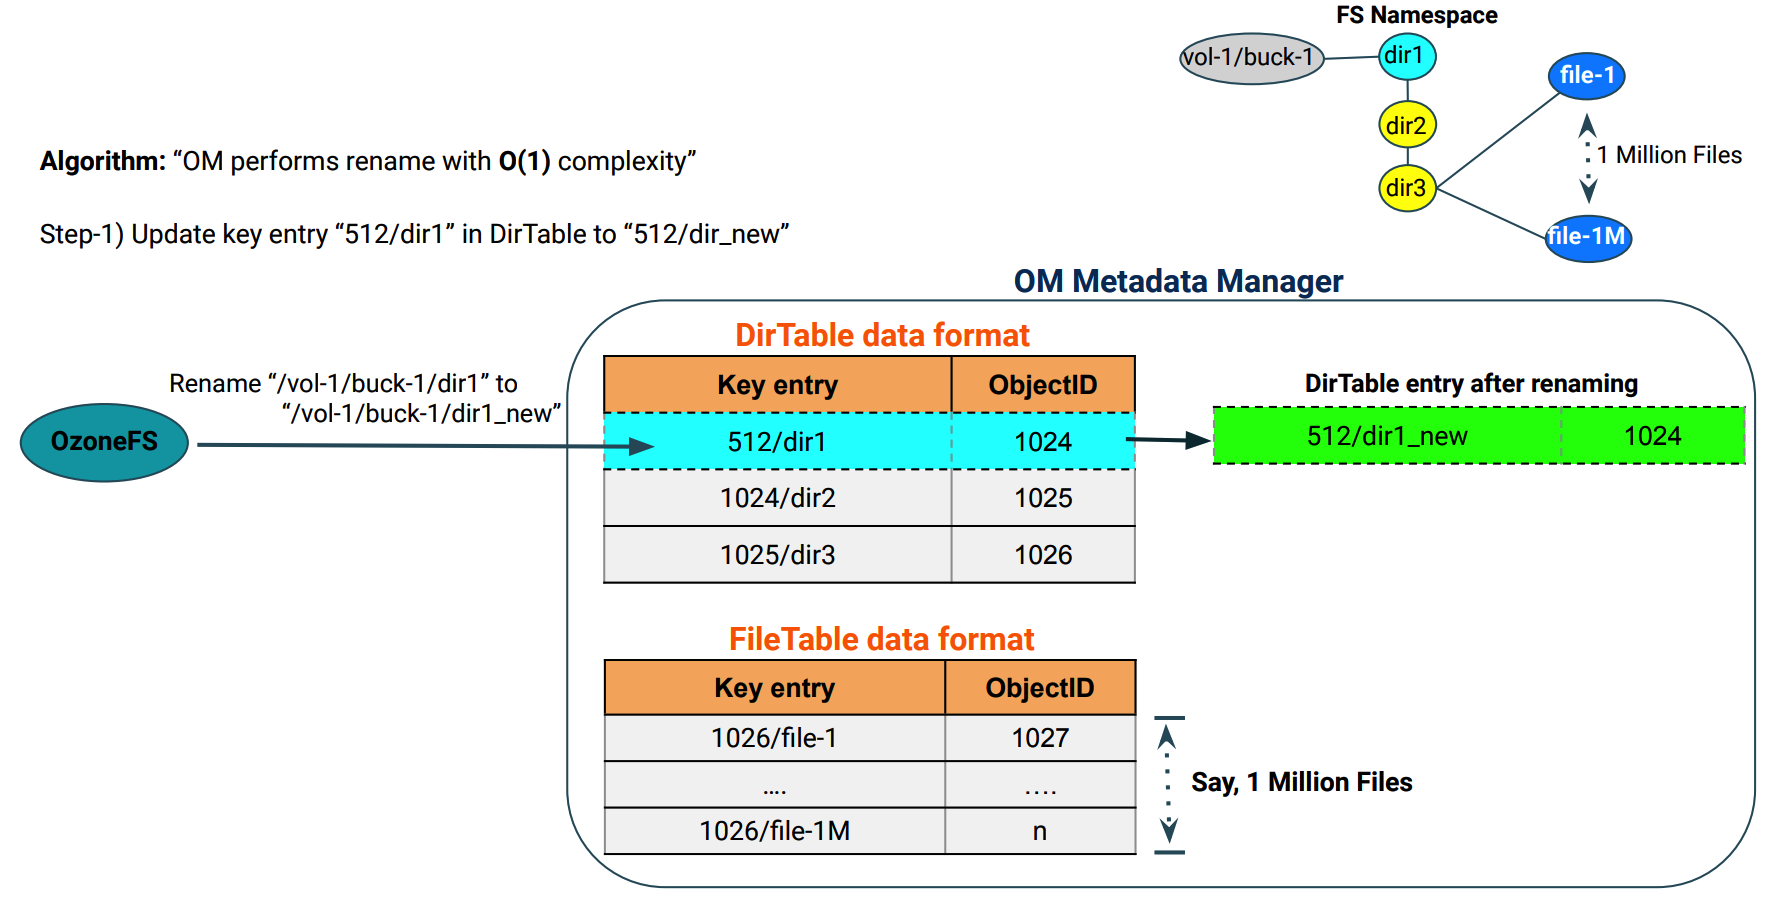 FS Namespace
vol-1/buck-1
dir1
file-1
dir2
1 Million Files
dir3
file-1M
Algorithm: “OM performs rename with O(1) complexity”
Step-1) Update key entry “512/dir1” in DirTable to “512/dir_new”
OM Metadata Manager
DirTable data format
Rename “/vol-1/buck-1/dir1” to
“/vol-1/buck-1/dir1_new”
OzoneFS
Key entry ObjectID
512/dir1 1024
1024/dir2 1025
1025/dir3 1026
DirTable entry after renaming
512/dir1_new 1024
FileTable data format
Key entry ObjectID
1026/file-1 1027
.... ....
1026/file-1M n
Say, 1 Million Files